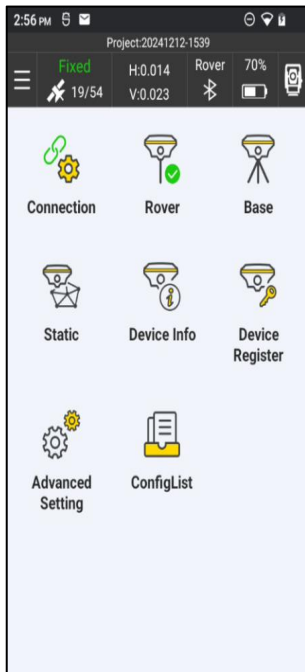 2:56 PM
Project:20241212-1539
Fixed
19/54
H:0.014
V:0.023
Rover
70%
Connection
Rover
Base
Static
Device Info
Device
Register
Advanced
Setting
ConfigList